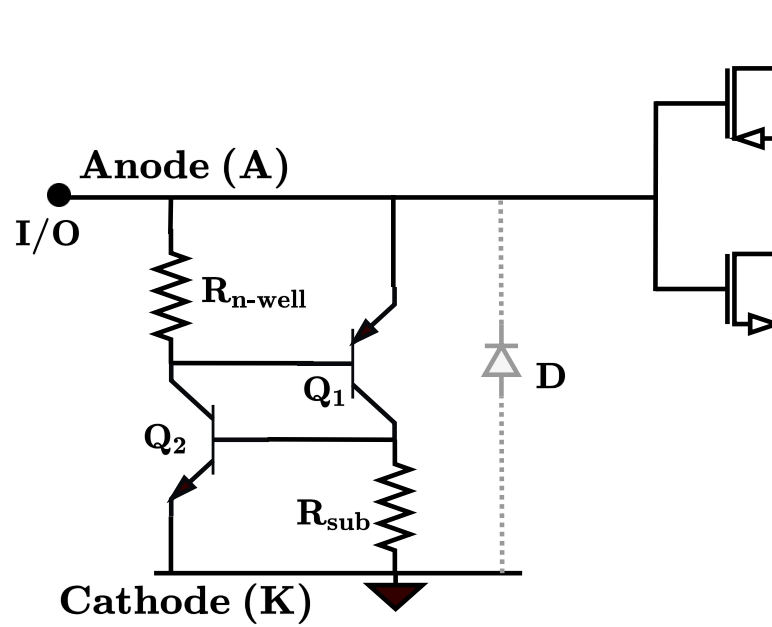 Anode (A)
I/O
Rn-well
Q1
D
Q2
Rsub
Cathode (K)